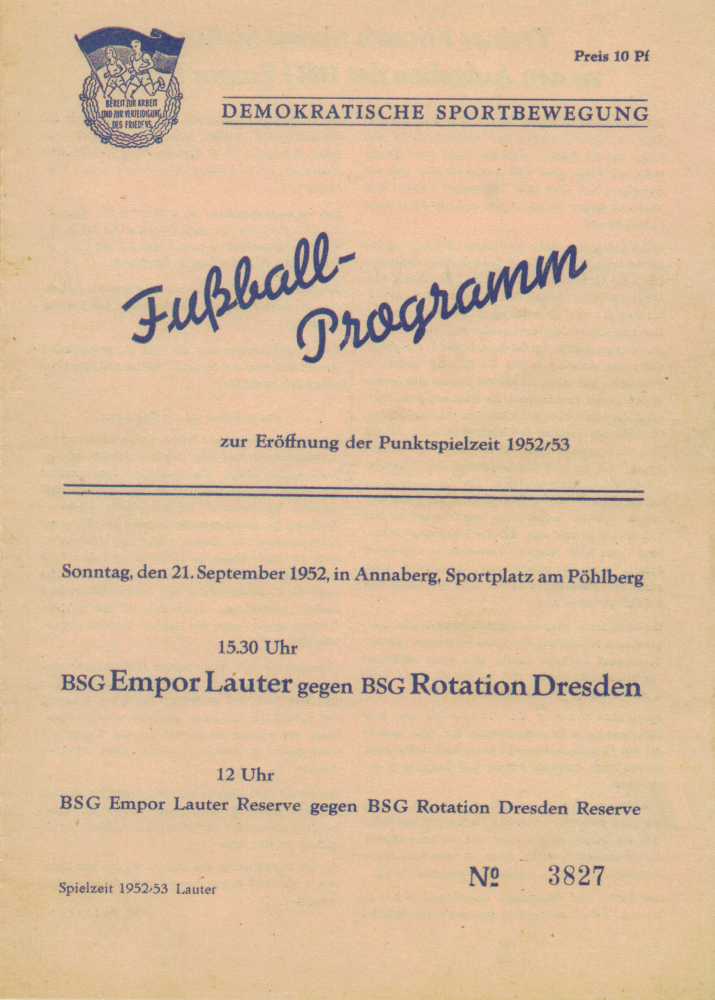 BEREIT ZUR ARBEIT
UND ZUR VERTEIDIGUNG
DES FRIEDENS
Preis 10 Pf
DEMOKRATISCHE SPORTBEWEGUNG
Fußball-
Programm
zur Eröffnung der Punktspielzeit 1952/53
Sonntag, den 21. September 1952, in Annaberg, Sportplatz am Pöhlberg
15.30 Uhr
BSG Empor Lauter gegen BSG Rotation Dresden
12 Uhr
BSG Empor Lauter Reserve gegen BSG Rotation Dresden Reserve
Spielzeit 1952/53 Lauter
Nº 3827